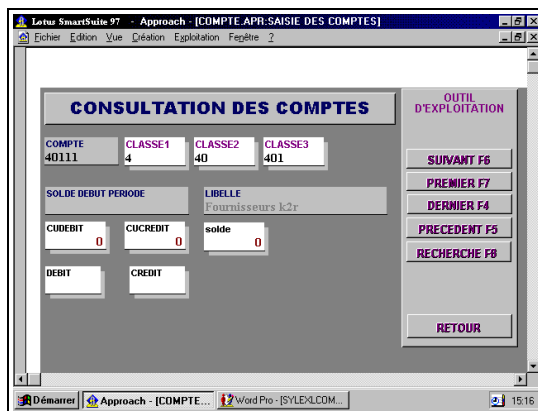 Lotus SmartSuite 97 - Approach - [COMPTE.APR:SAISIE DES COMPTES]
Fichier Edition Vue Création Exploitation Fenêtre ?
CONSULTATION DES COMPTES
OUTIL
D'EXPLOITATION
COMPTE
40111
CLASSE1
4
CLASSE2
40
CLASSE3
401
SUIVANT F6
PREMIER F7
DERNIER F4
PRECEDENT F5
RECHERCHE F8
RETOUR
SOLDE DEBUT PERIODE
LIBELLE
Fournisseurs k2r
CUDEBIT
0
CUCREDIT
0
solde
0
DEBIT
CREDIT
Démarrer
Approach - [COMPTE...
Word Pro - [SYLEXLCOM...
15:16